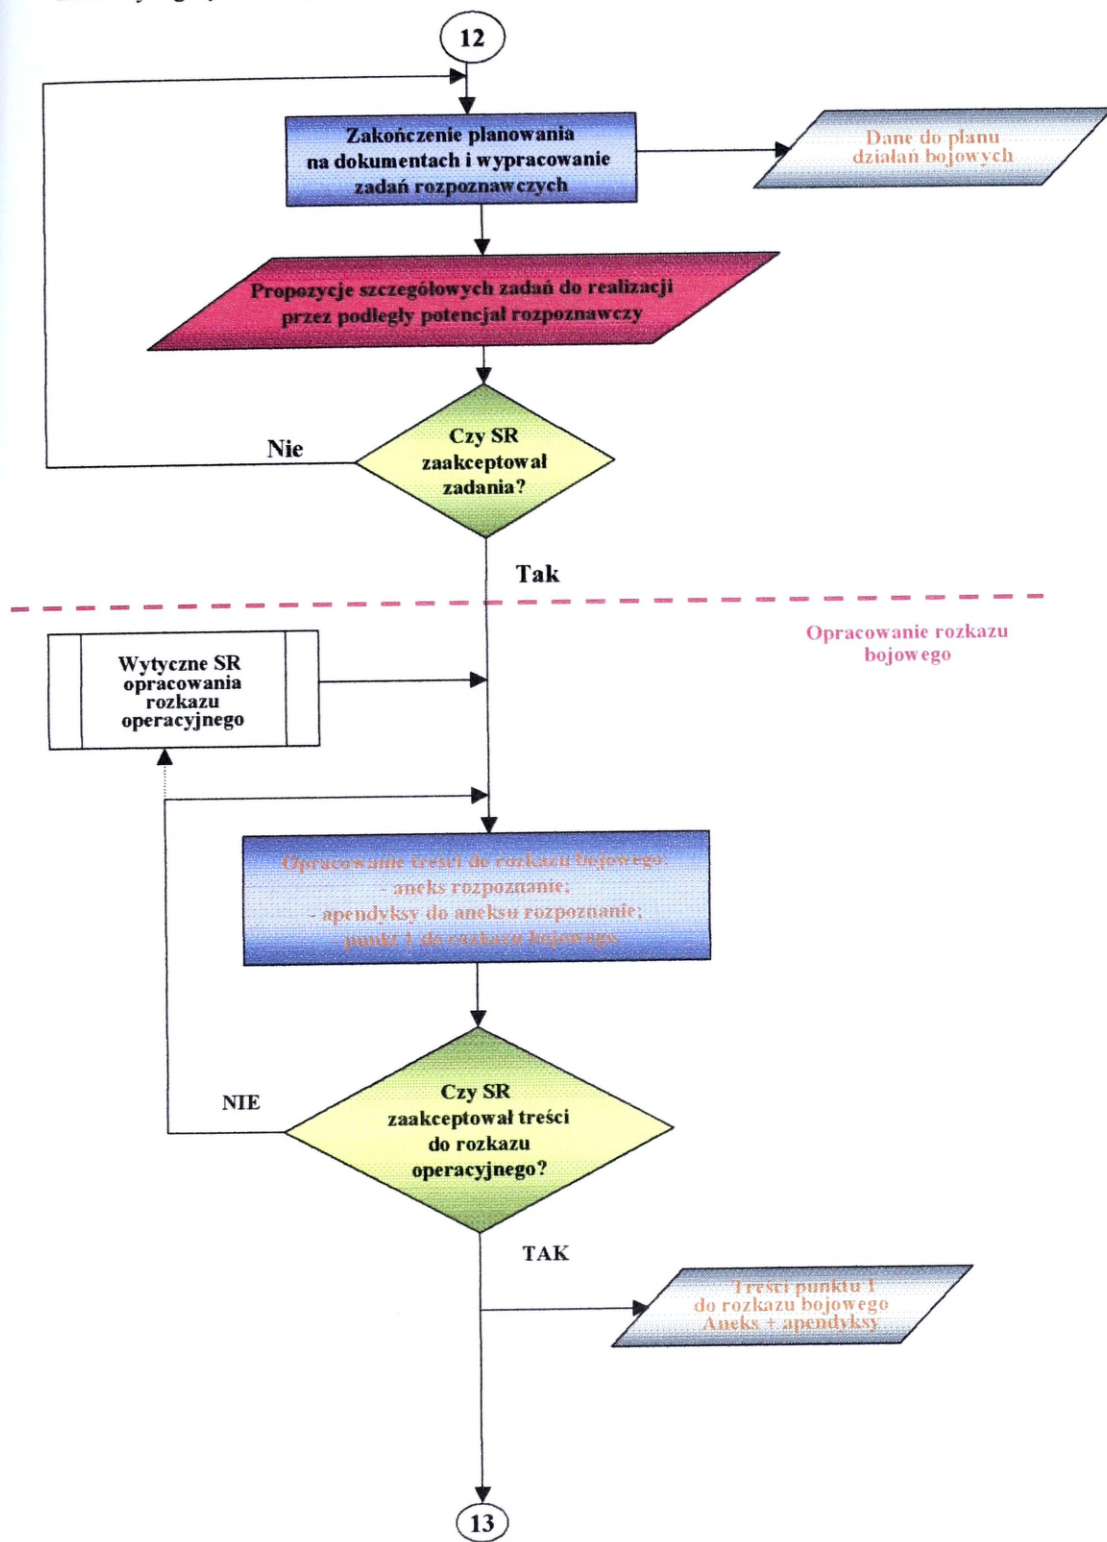 12
Zakończenie planowania
na dokumentach i wypracowanie
zadań rozpoznawczych
Dane do planu
działań bojowych
Propozycje szczegółowych zadań do realizacji
przez podległy potencjał rozpoznawczy
Czy SR
zaakceptował
zadania?
Nie
Tak
Opracowanie rozkazu
bojowego
Wytyczne SR
opracowania
rozkazu
operacyjnego
Opracowanie treści do rozkazu bojowego:
- aneks rozpoznanie;
- apendyksy do aneksu rozpoznanie;
- punkt 1 do rozkazu bojowego.
Czy SR
zaakceptował treści
do rozkazu
operacyjnego?
NIE
TAK
Treści punktu 1
do rozkazu bojowego
Aneks + apendyksy
13